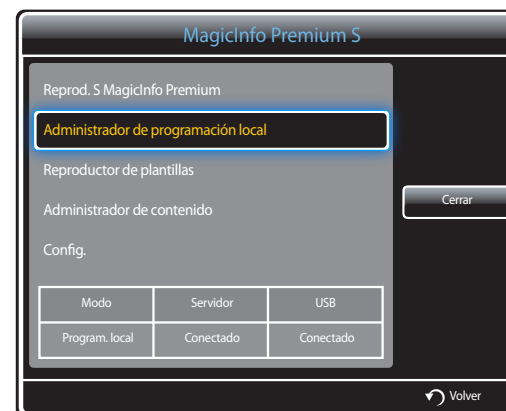 MagicInfo Premium S
Reprod. S MagicInfo Premium
Administrador de programación local
Reproductor de plantillas
Administrador de contenido
Config.
Cerrar
Modo Servidor USB
Program. local Conectado Conectado
Volver